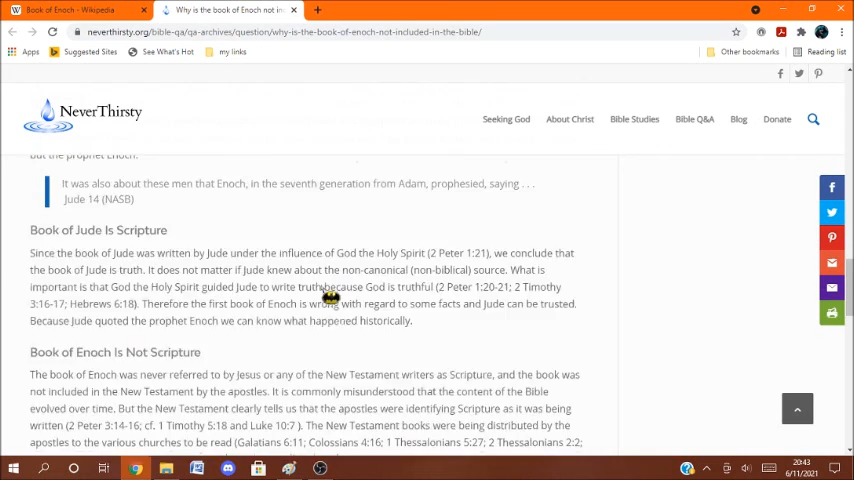 Book of Enoch - Wikipedia
Why is the book of Enoch not in
neverthirsty.org/bible-qa/qa-archives/question/why-is-the-book-of-enoch-not-included-in-the-bible/
Apps Suggested Sites See What's Hot my links Other bookmarks Reading list
NeverThirsty
Seeking God About Christ Bible Studies Bible Q&A Blog Donate
but the prophet Enoch.
It was also about these men that Enoch, in the seventh generation from Adam, prophesied, saying . . .
Jude 14 (NASB)
Book of Jude Is Scripture
Since the book of Jude was written by Jude under the influence of God the Holy Spirit (2 Peter 1:21), we conclude that
the book of Jude is truth. It does not matter if Jude knew about the non-canonical (non-biblical) source. What is
important is that God the Holy Spirit guided Jude to write truth because God is truthful (2 Peter 1:20-21; 2 Timothy
3:16-17; Hebrews 6:18). Therefore the first book of Enoch is wrong with regard to some facts and Jude can be trusted.
Because Jude quoted the prophet Enoch we can know what happened historically.
Book of Enoch Is Not Scripture
The book of Enoch was never referred to by Jesus or any of the New Testament writers as Scripture, and the book was
not included in the New Testament by the apostles. It is commonly misunderstood that the content of the Bible
evolved over time. But the New Testament clearly tells us that the apostles were identifying Scripture as it was being
written (2 Peter 3:14-16; cf. 1 Timothy 5:18 and Luke 10:7 ). The New Testament books were being distributed by the
apostles to the various churches to be read (Galatians 6:11; Colossians 4:16; 1 Thessalonians 5:27; 2 Thessalonians 2:2;
20:43
6/11/2021